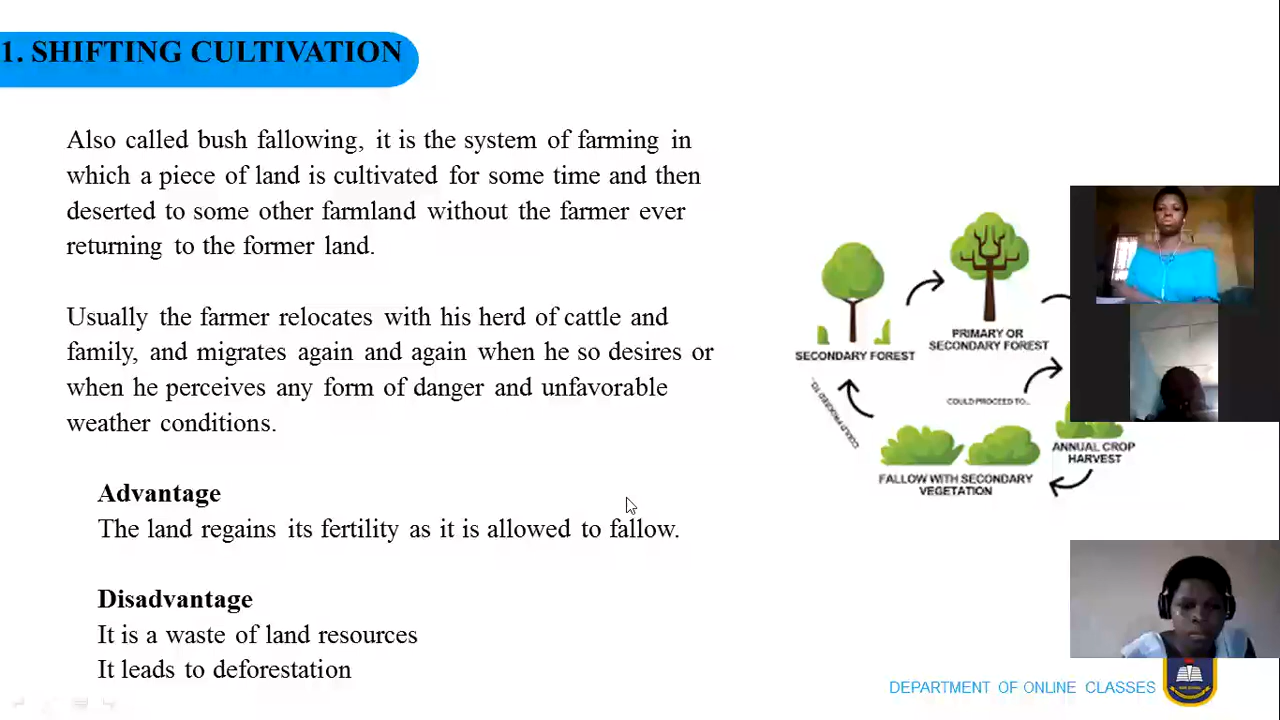 1. SHIFTING CULTIVATION
Also called bush fallowing, it is the system of farming in
which a piece of land is cultivated for some time and then
deserted to some other farmland without the farmer ever
returning to the former land.
Usually the farmer relocates with his herd of cattle and
family, and migrates again and again when he so desires or
when he perceives any form of danger and unfavorable
weather conditions.
Advantage
The land regains its fertility as it is allowed to fallow.
Disadvantage
It is a waste of land resources
It leads to deforestation
SECONDARY FOREST
PRIMARY OR
SECONDARY FOREST
COULD PROCEED TO...
COULD PROCEED TO...
ANNUAL CROP
HARVEST
FALLOW WITH SECONDARY
VEGETATION
DEPARTMENT OF ONLINE CLASSES